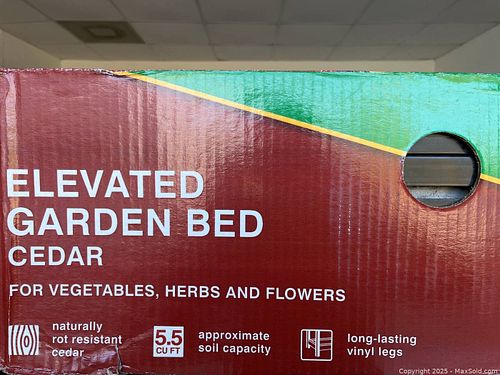 ELEVATED
GARDEN BED
CEDAR
FOR VEGETABLES, HERBS AND FLOWERS
naturally
rot resistant
cedar
5.5
CU FT
approximate
soil capacity
long-lasting
vinyl legs
Copyright 2025 - MaxSold.com